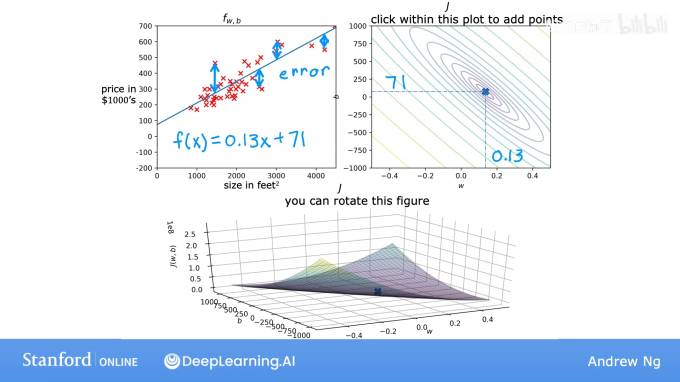 f_w,b
J
click within this plot to add points
bilibili
700
600
500
400
300
200
100
0
-100
-200
price in
$1000's
error
f(x)=0.13x+71
0
1000
2000
3000
4000
size in feet²
1000
750
500
250
0
-250
-500
-750
-1000
b
71
0.13
-0.4
-0.2
0.0
0.2
0.4
w
J
you can rotate this figure
1e8
J(w, b)
2.5
2.0
1.5
1.0
0.5
0.0
1000
750
500
250
0
-250
-500
-750
-1000
b
-0.4
-0.2
0.0
0.2
0.4
w
Stanford ONLINE
DeepLearning.AI
Andrew Ng